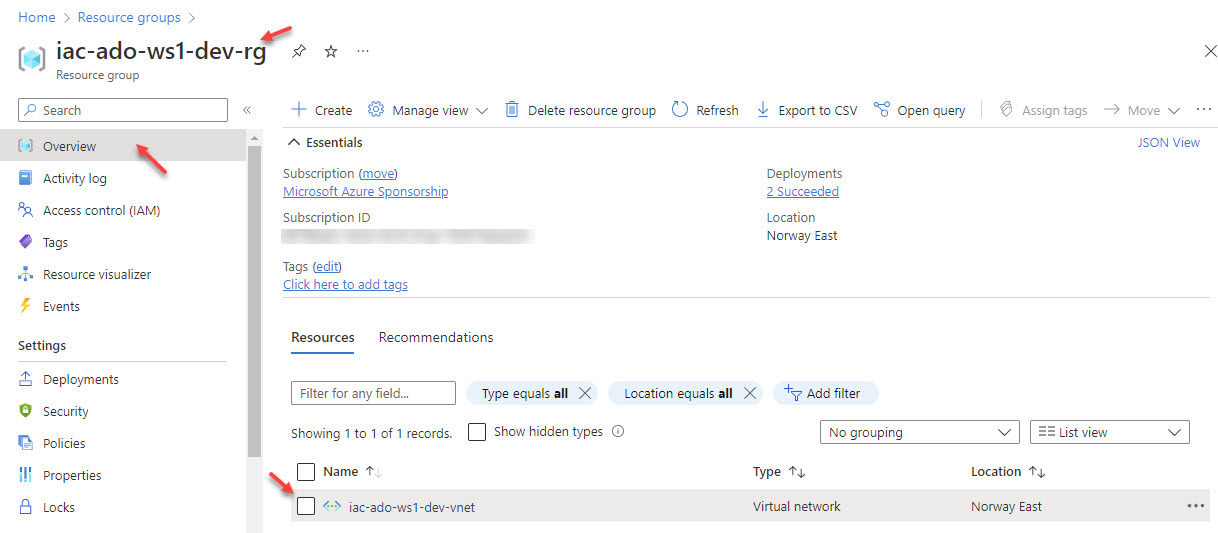 Home > Resource groups >
iac-ado-ws1-dev-rg ...
Resource group
Search «
Create Manage view Delete resource group Refresh Export to CSV Open query Assign tags Move ...
Overview
Activity log
Access control (IAM)
Tags
Resource visualizer
Events
Settings
Deployments
Security
Policies
Properties
Locks
Essentials JSON View
Subscription (move)
Microsoft Azure Sponsorship
Subscription ID
Tags (edit)
Click here to add tags
Deployments
2 Succeeded
Location
Norway East
Resources Recommendations
Filter for any field... Type equals all Location equals all Add filter
Showing 1 to 1 of 1 records. Show hidden types No grouping List view
Name Type Location
iac-ado-ws1-dev-vnet Virtual network Norway East ...